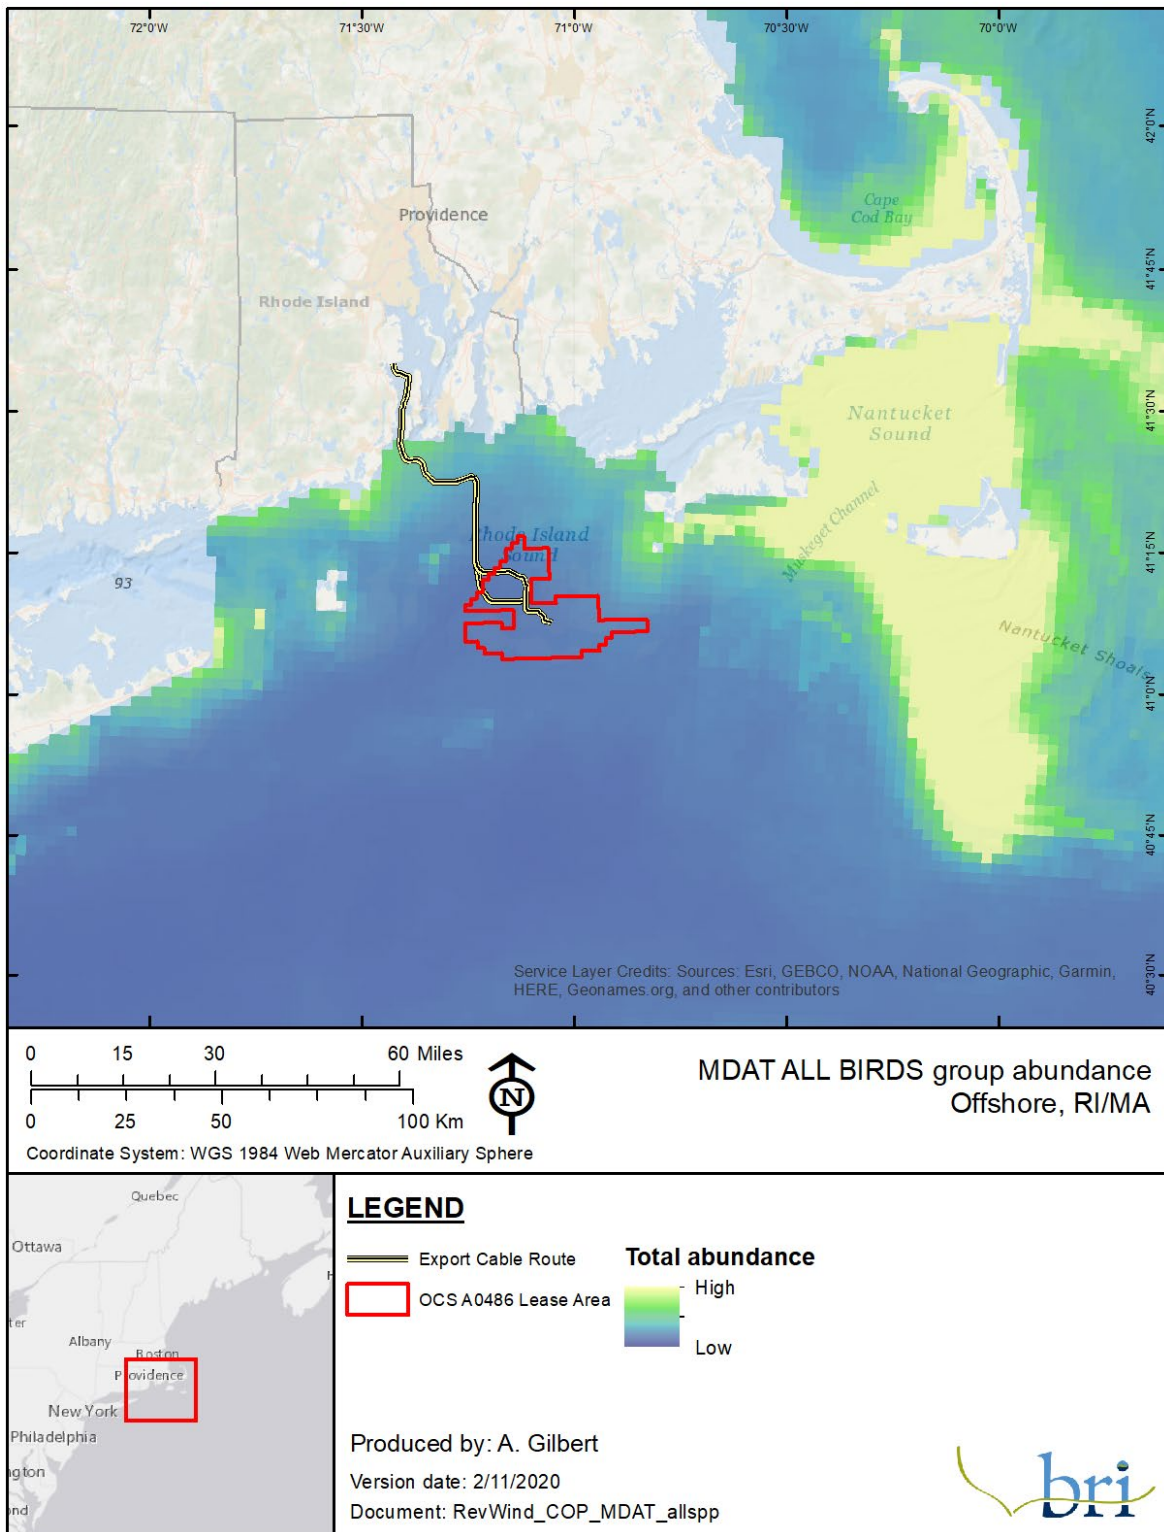 72°0'W
71°30'W
71°0'W
70°30'W
70°0'W
42°0'N
Cape
Cod Bay
Providence
41°45'N
Rhode Island
41°30'N
Nantucket
Sound
Muskeget Channel
Rhode Island
Sound
41°15'N
93
Nantucket Shoals
41°0'N
40°45'N
40°30'N
Service Layer Credits: Sources: Esri, GEBCO, NOAA, National Geographic, Garmin,
HERE, Geonames.org, and other contributors
0 15 30 60 Miles
0 25 50 100 Km
N
Coordinate System: WGS 1984 Web Mercator Auxiliary Sphere
MDAT ALL BIRDS group abundance
Offshore, RI/MA
Quebec
Ottawa
H
ter
Albany
Boston
Providence
New York
Philadelphia
ngton
ond
LEGEND
Export Cable Route
OCS A0486 Lease Area
Total abundance
High
Low
Produced by: A. Gilbert
Version date: 2/11/2020
Document: RevWind_COP_MDAT_allspp
bri